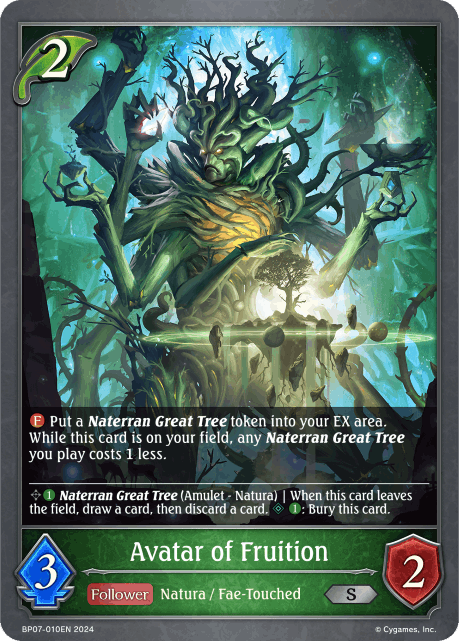 2
F Put a Naterran Great Tree token into your EX area.
While this card is on your field, any Naterran Great Tree
you play costs 1 less.
1 Naterran Great Tree (Amulet - Natura) | When this card leaves
the field, draw a card, then discard a card. 1: Bury this card.
Avatar of Fruition
3
Follower Natura / Fae-Touched
S
2
BP07-010EN 2024
© Cygames, Inc.